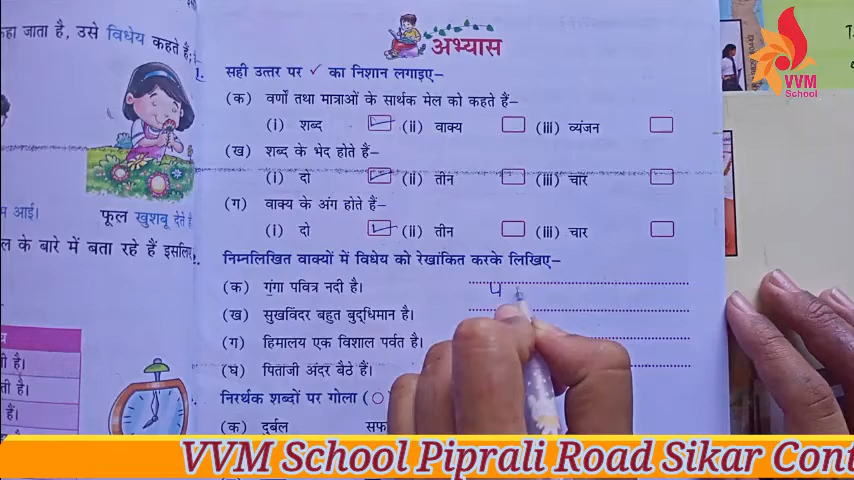 कहा जाता है, उसे विधेय कहते हैं;
अभ्यास
1. सही उत्तर पर ✓ का निशान लगाइए–
(क) वर्णों तथा मात्राओं के सार्थक मेल को कहते हैं–
(i) शब्द (ii) वाक्य (iii) व्यंजन
(ख) शब्द के भेद होते हैं–
(i) दो (ii) तीन (iii) चार
(ग) वाक्य के अंग होते हैं–
(i) दो (ii) तीन (iii) चार
आई।
फूल खुशबू देते है
ल के बारे में बता रहे हैं इसलिए
निम्नलिखित वाक्यों में विधेय को रेखांकित करके लिखिए–
(क) गंगा पवित्र नदी है। प
(ख) सुखविंदर बहुत बुद्धिमान है।
(ग) हिमालय एक विशाल पर्वत है।
(घ) पिताजी अंदर बैठे हैं।
निरर्थक शब्दों पर गोला (○
(क) दुर्बल सफ
ी है।
ती है।
हैं।
VVM
School
VVM School Piprali Road Sikar Cont